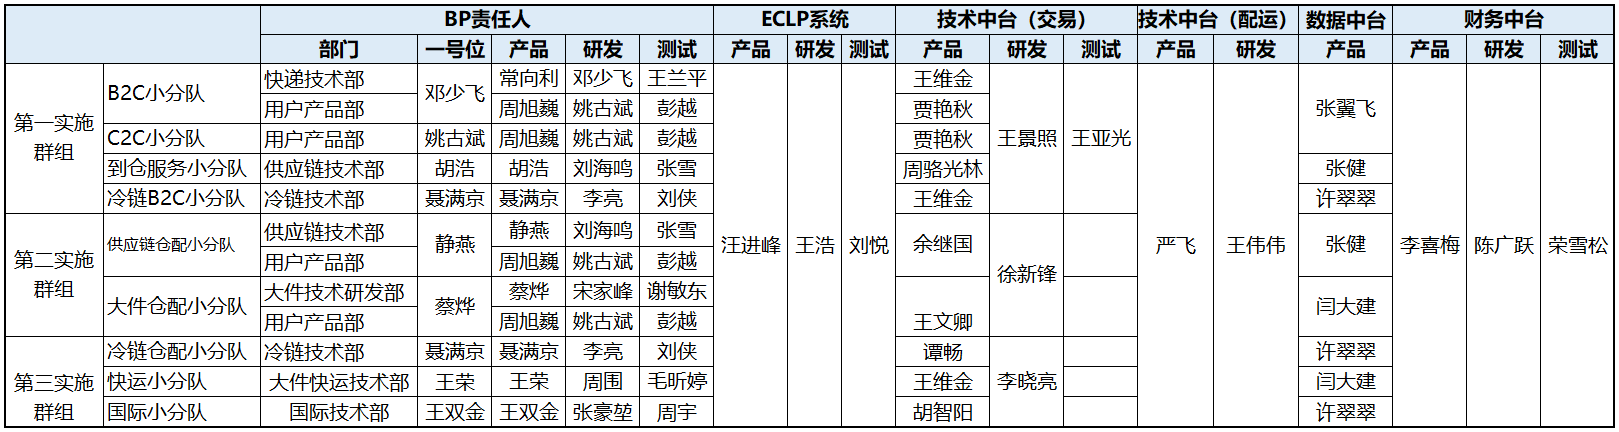 BP责任人 ECLP系统 技术中台（交易） 技术中台（配运） 数据中台 财务中台
部门 一号位 产品 研发 测试 产品 研发 测试 产品 研发 测试 产品 研发 产品 产品 研发 测试
第一实施群组 B2C小分队 快递技术部 邓少飞 常向利 邓少飞 王兰平 汪进峰 王浩 刘悦 王维金 王景照 王亚光 严飞 王伟伟 张翼飞 李喜梅 陈广跃 荣雪松
用户产品部 周旭巍 姚古斌 彭越 贾艳秋
C2C小分队 用户产品部 姚古斌 周旭巍 姚古斌 彭越 贾艳秋
到仓服务小分队 供应链技术部 胡浩 胡浩 刘海鸣 张雪 周骆光林 张健
冷链B2C小分队 冷链技术部 聂满京 聂满京 李亮 刘侠 王维金 许翠翠
第二实施群组 供应链仓配小分队 供应链技术部 静燕 静燕 刘海鸣 张雪 余继国 徐新锋 张健
用户产品部 周旭巍 姚古斌 彭越
大件仓配小分队 大件技术研发部 蔡烨 蔡烨 宋家峰 谢敏东 王文卿 闫大建
用户产品部 周旭巍 姚古斌 彭越
第三实施群组 冷链仓配小分队 冷链技术部 聂满京 聂满京 李亮 刘侠 谭畅 李晓亮 许翠翠
快运小分队 大件快运技术部 王荣 王荣 周围 毛昕婷 王维金 闫大建
国际小分队 国际技术部 王双金 王双金 张豪堃 周宇 胡智阳 许翠翠